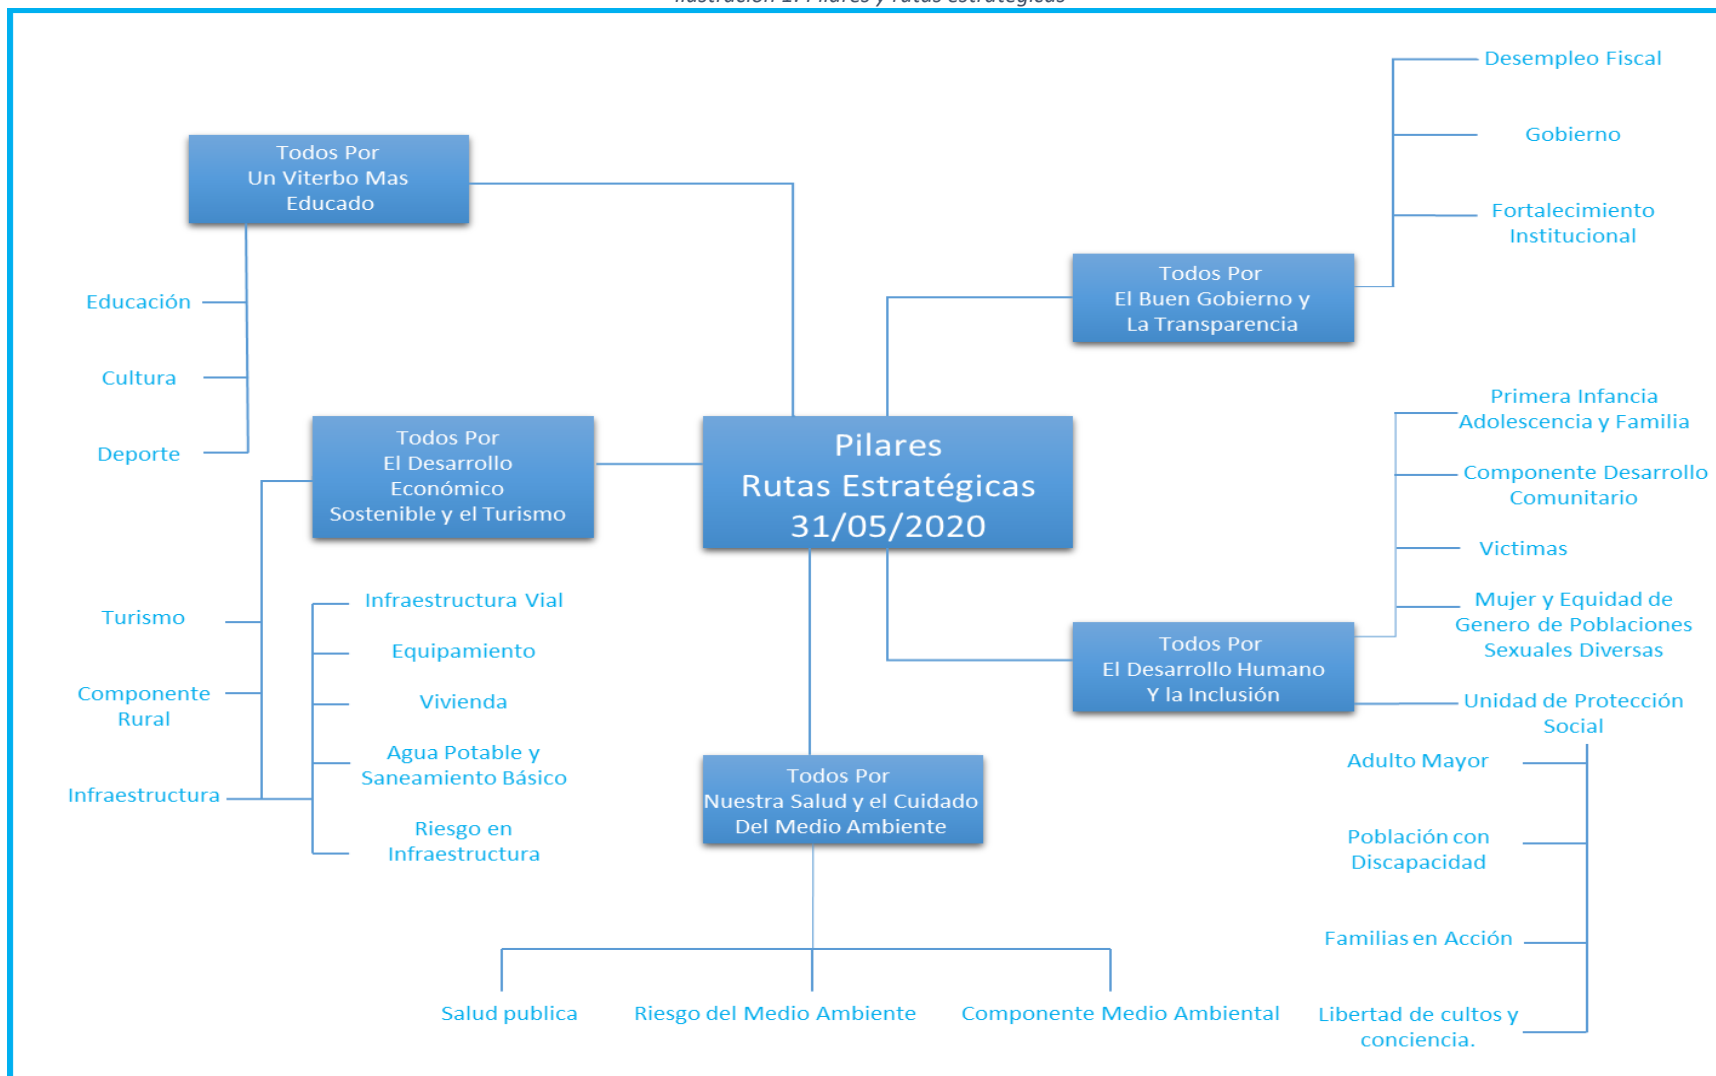 Ilustración 1. Pilares y rutas estratégicas
Todos Por
Un Viterbo Mas
Educado
Educación
Cultura
Deporte
Todos Por
El Desarrollo
Económico
Sostenible y el Turismo
Turismo
Componente
Rural
Infraestructura
Infraestructura Vial
Equipamiento
Vivienda
Agua Potable y
Saneamiento Básico
Riesgo en
Infraestructura
Pilares
Rutas Estratégicas
31/05/2020
Todos Por
Nuestra Salud y el Cuidado
Del Medio Ambiente
Salud publica
Riesgo del Medio Ambiente
Componente Medio Ambiental
Todos Por
El Buen Gobierno y
La Transparencia
Desempleo Fiscal
Gobierno
Fortalecimiento
Institucional
Todos Por
El Desarrollo Humano
Y la Inclusión
Primera Infancia
Adolescencia y Familia
Componente Desarrollo
Comunitario
Victimas
Mujer y Equidad de
Genero de Poblaciones
Sexuales Diversas
Unidad de Protección
Social
Adulto Mayor
Población con
Discapacidad
Familias en Acción
Libertad de cultos y
conciencia.